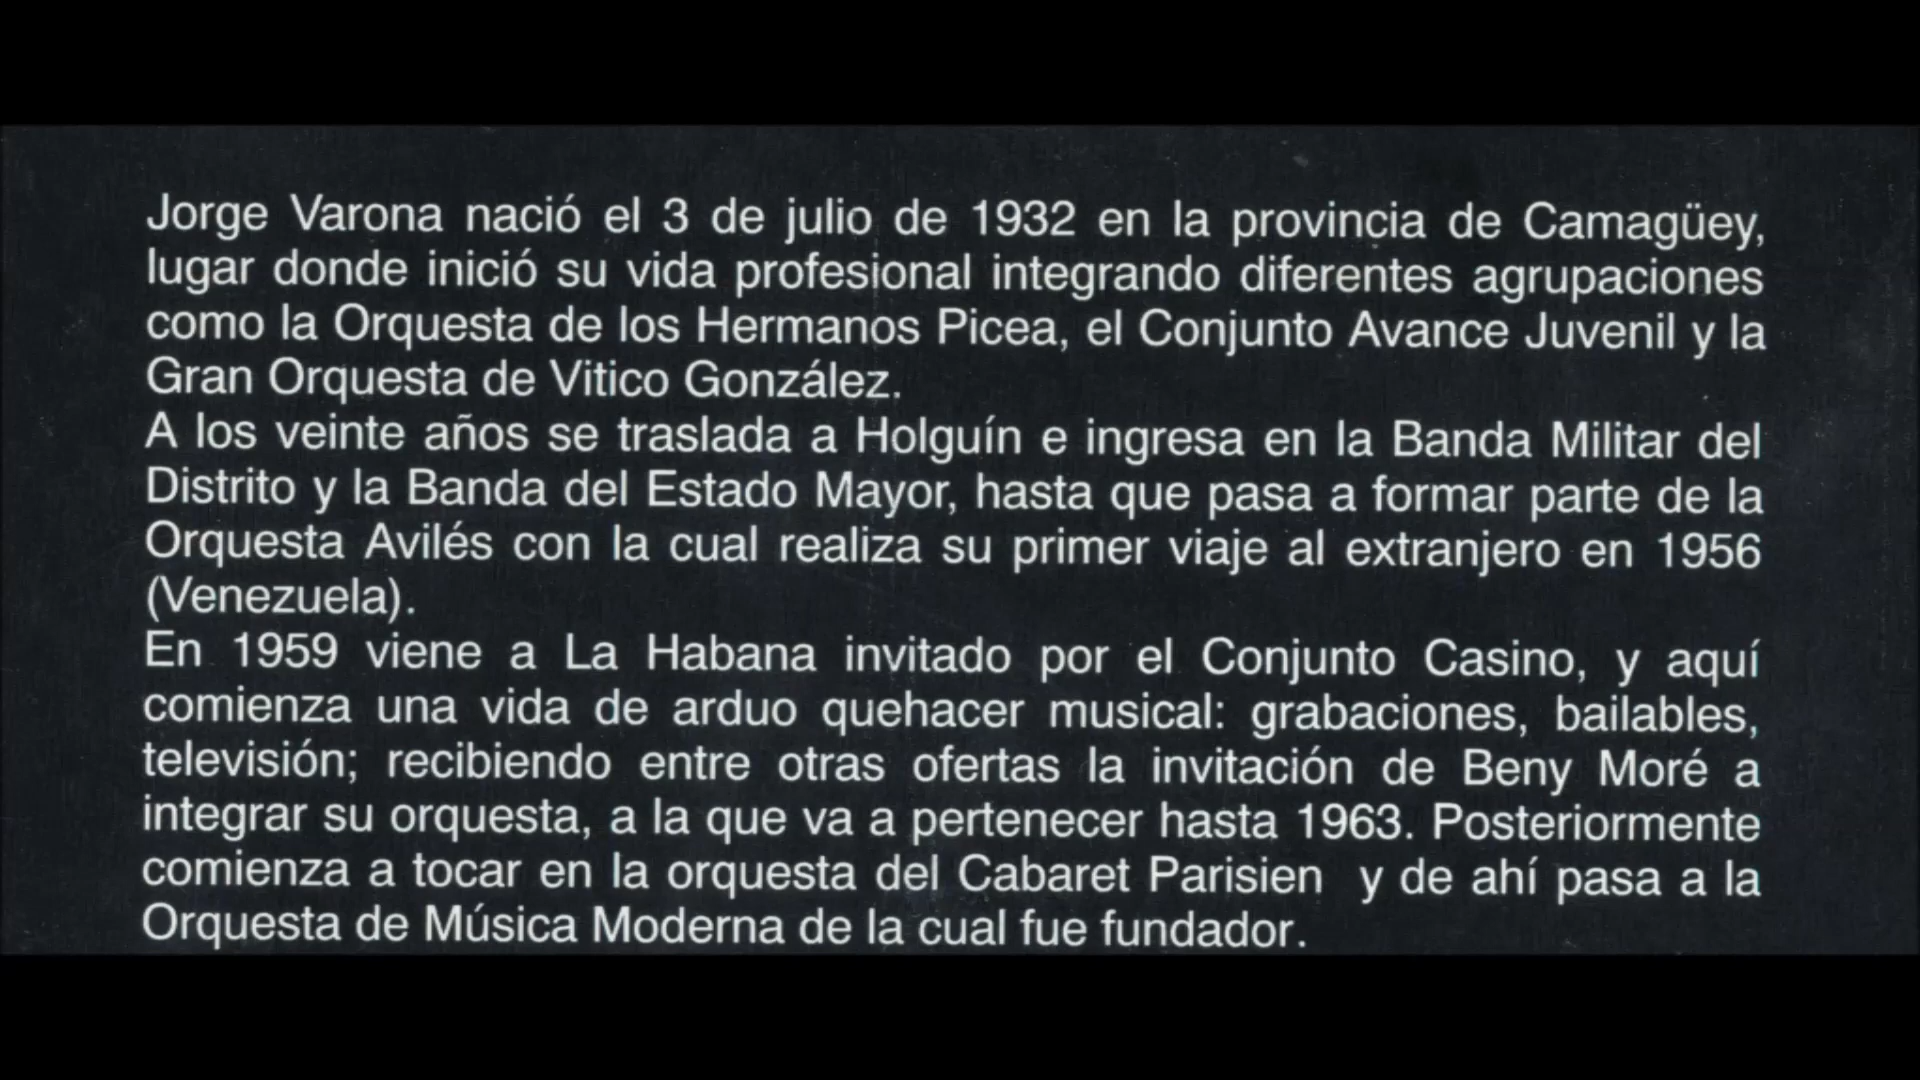 Jorge Varona nació el 3 de julio de 1932 en la provincia de Camagüey,
lugar donde inició su vida profesional integrando diferentes agrupaciones
como la Orquesta de los Hermanos Picea, el Conjunto Avance Juvenil y la
Gran Orquesta de Vitico González.
A los veinte años se traslada a Holguín e ingresa en la Banda Militar del
Distrito y la Banda del Estado Mayor, hasta que pasa a formar parte de la
Orquesta Avilés con la cual realiza su primer viaje al extranjero en 1956
(Venezuela).
En 1959 viene a La Habana invitado por el Conjunto Casino, y aquí
comienza una vida de arduo quehacer musical: grabaciones, bailables,
televisión; recibiendo entre otras ofertas la invitación de Beny Moré a
integrar su orquesta, a la que va a pertenecer hasta 1963. Posteriormente
comienza a tocar en la orquesta del Cabaret Parisien y de ahí pasa a la
Orquesta de Música Moderna de la cual fue fundador.